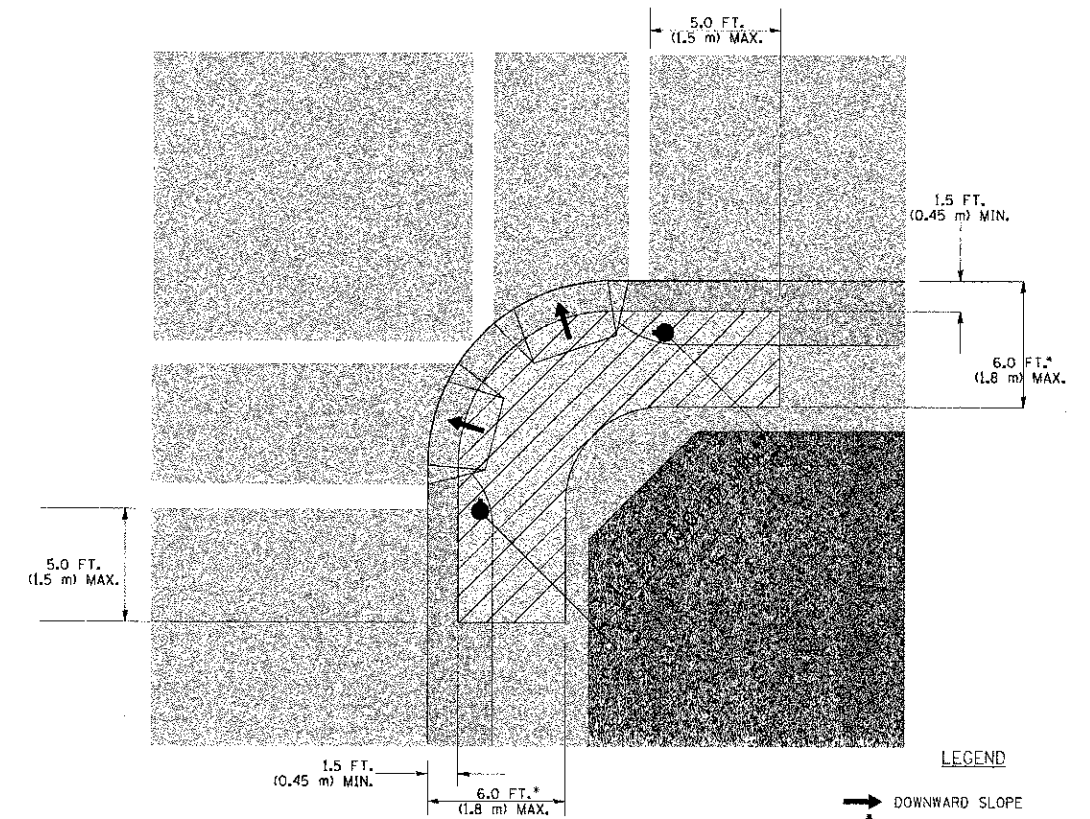 5.0 FT.
(1.5 m) MAX.
1.5 FT.
(0.45 m) MIN.
6.0 FT.*
(1.8 m) MAX.
5.0 FT.
(1.5 m) MAX.
1.5 FT.
(0.45 m) MIN.
6.0 FT.*
(1.8 m) MAX.
LEGEND
DOWNWARD SLOPE